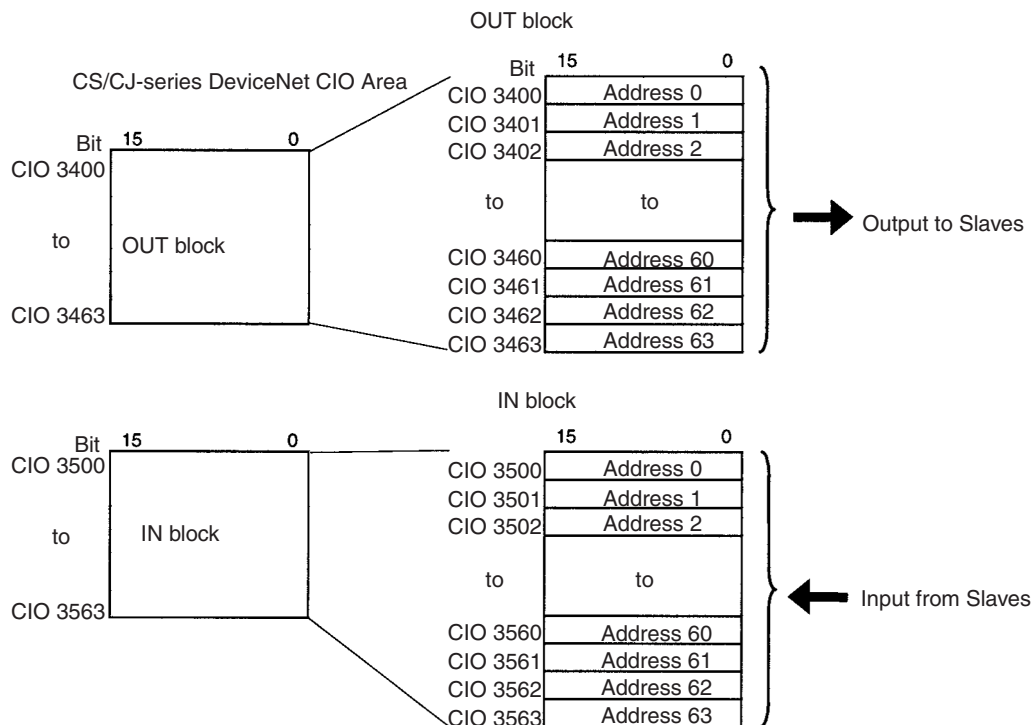 OUT block
CS/CJ-series DeviceNet CIO Area
Bit 15 0
CIO 3400
to
CIO 3463
OUT block
Bit 15 0
CIO 3400 Address 0
CIO 3401 Address 1
CIO 3402 Address 2
to to
CIO 3460 Address 60
CIO 3461 Address 61
CIO 3462 Address 62
CIO 3463 Address 63
Output to Slaves
IN block
Bit 15 0
CIO 3500
to
CIO 3563
IN block
15 0
CIO 3500 Address 0
CIO 3501 Address 1
CIO 3502 Address 2
to to
CIO 3560 Address 60
CIO 3561 Address 61
CIO 3562 Address 62
CIO 3563 Address 63
Input from Slaves